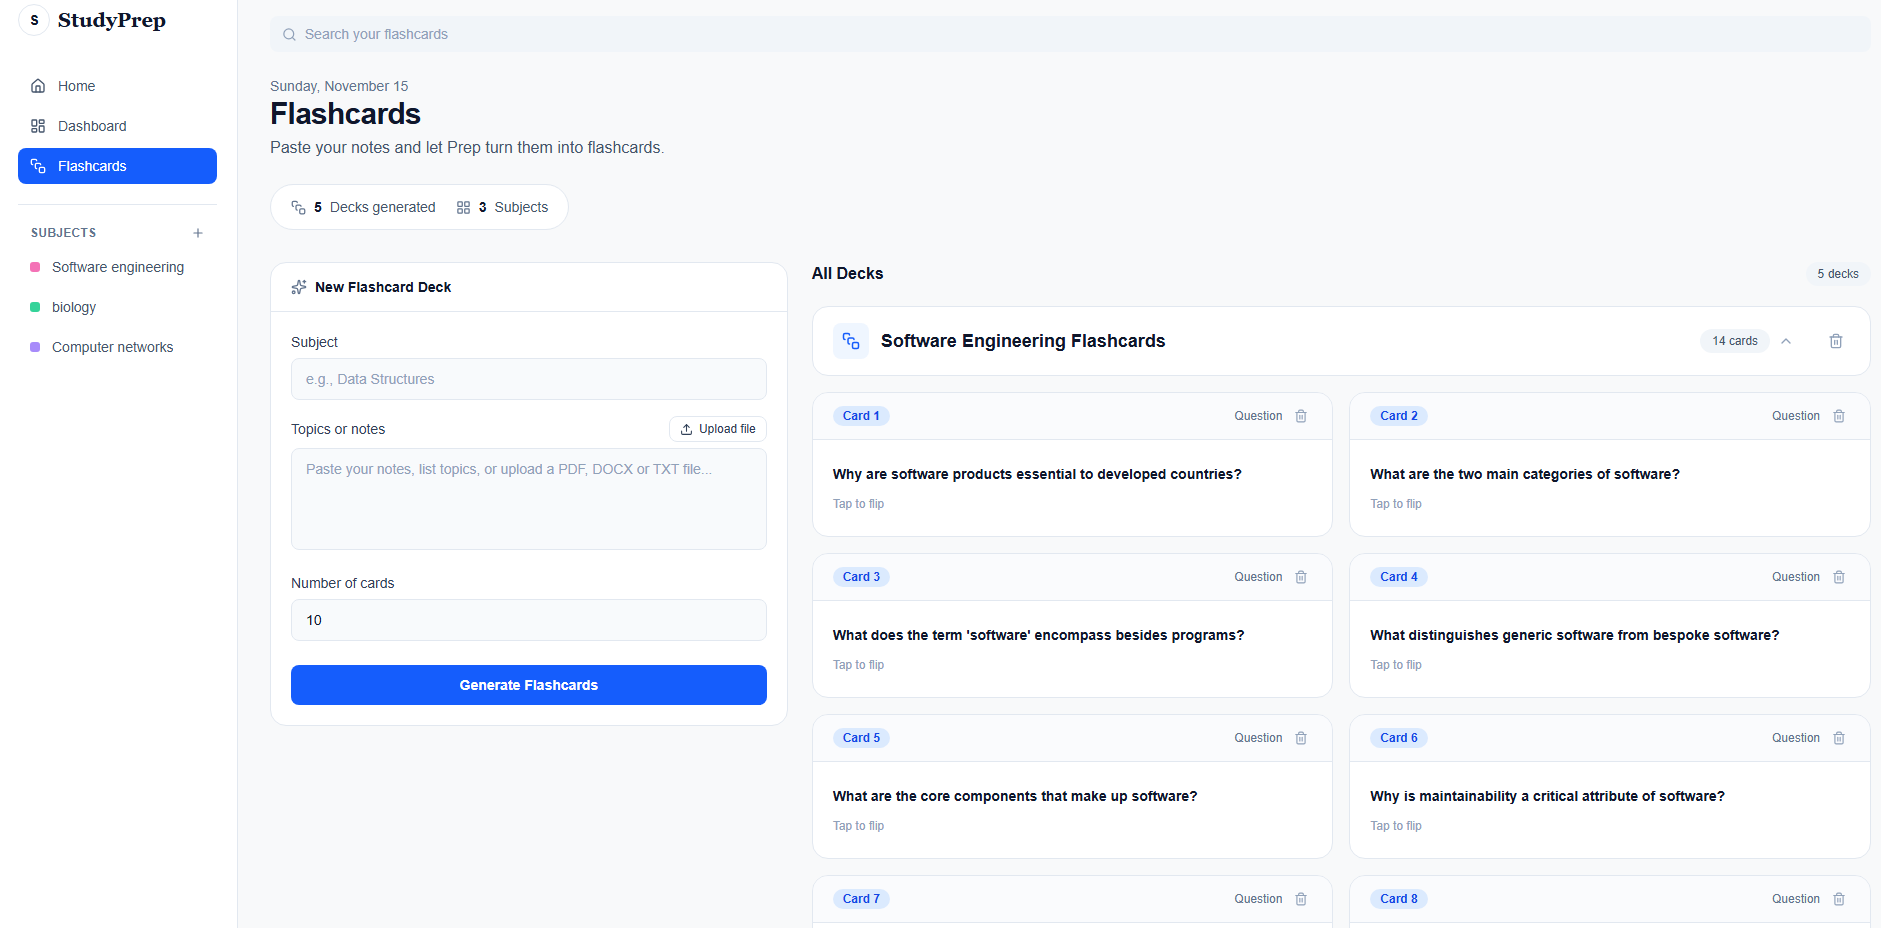 S StudyPrep
Home
Dashboard
Flashcards
SUBJECTS
Software engineering
biology
Computer networks
Search your flashcards
Sunday, November 15
Flashcards
Paste your notes and let Prep turn them into flashcards.
5 Decks generated 3 Subjects
New Flashcard Deck
Subject
e.g., Data Structures
Topics or notes Upload file
Paste your notes, list topics, or upload a PDF, DOCX or TXT file...
Number of cards
10
Generate Flashcards
All Decks 5 decks
Software Engineering Flashcards 14 cards
Card 1 Question
Why are software products essential to developed countries?
Tap to flip
Card 2 Question
What are the two main categories of software?
Tap to flip
Card 3 Question
What does the term 'software' encompass besides programs?
Tap to flip
Card 4 Question
What distinguishes generic software from bespoke software?
Tap to flip
Card 5 Question
What are the core components that make up software?
Tap to flip
Card 6 Question
Why is maintainability a critical attribute of software?
Tap to flip
Card 7 Question
Card 8 Question